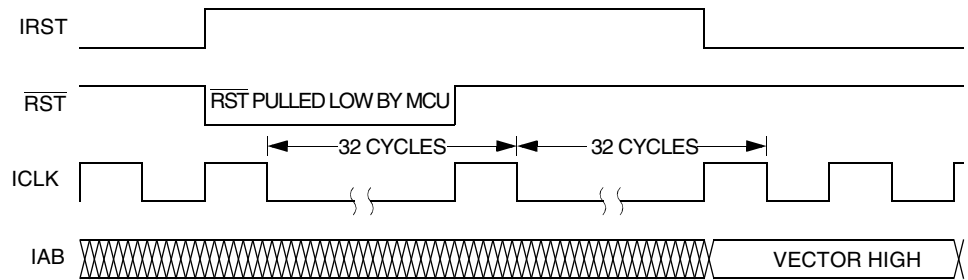 IRST
RST
RST PULLED LOW BY MCU
32 CYCLES
32 CYCLES
ICLK
IAB
VECTOR HIGH